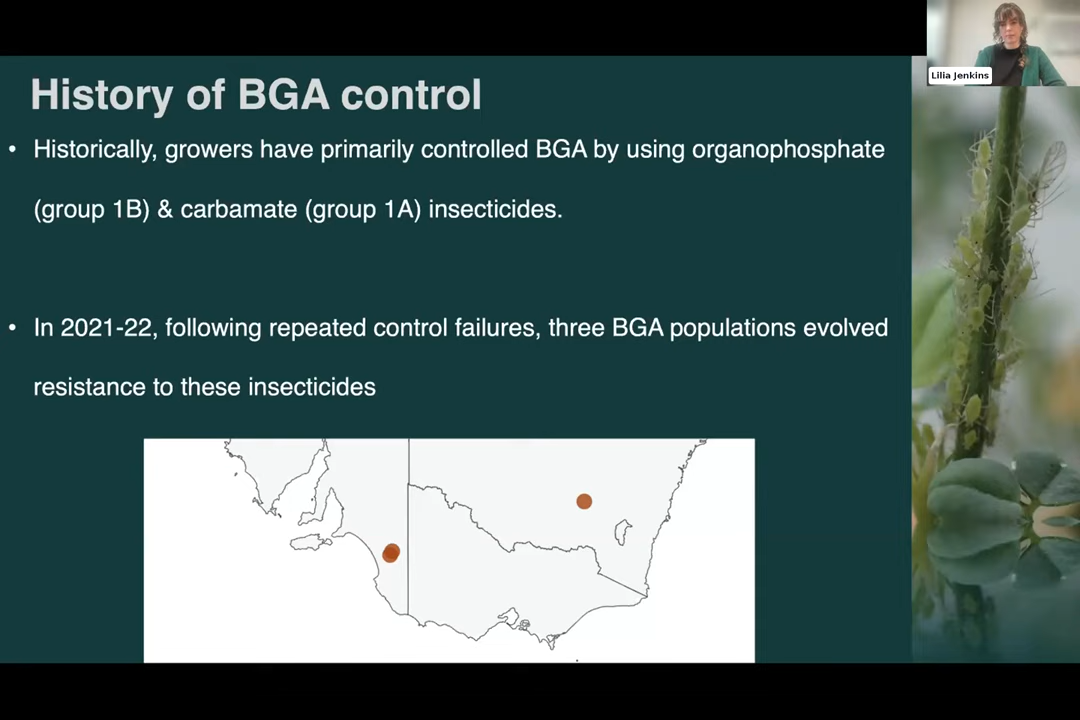 Lilia Jenkins
History of BGA control
• Historically, growers have primarily controlled BGA by using organophosphate
(group 1B) & carbamate (group 1A) insecticides.
• In 2021-22, following repeated control failures, three BGA populations evolved
resistance to these insecticides